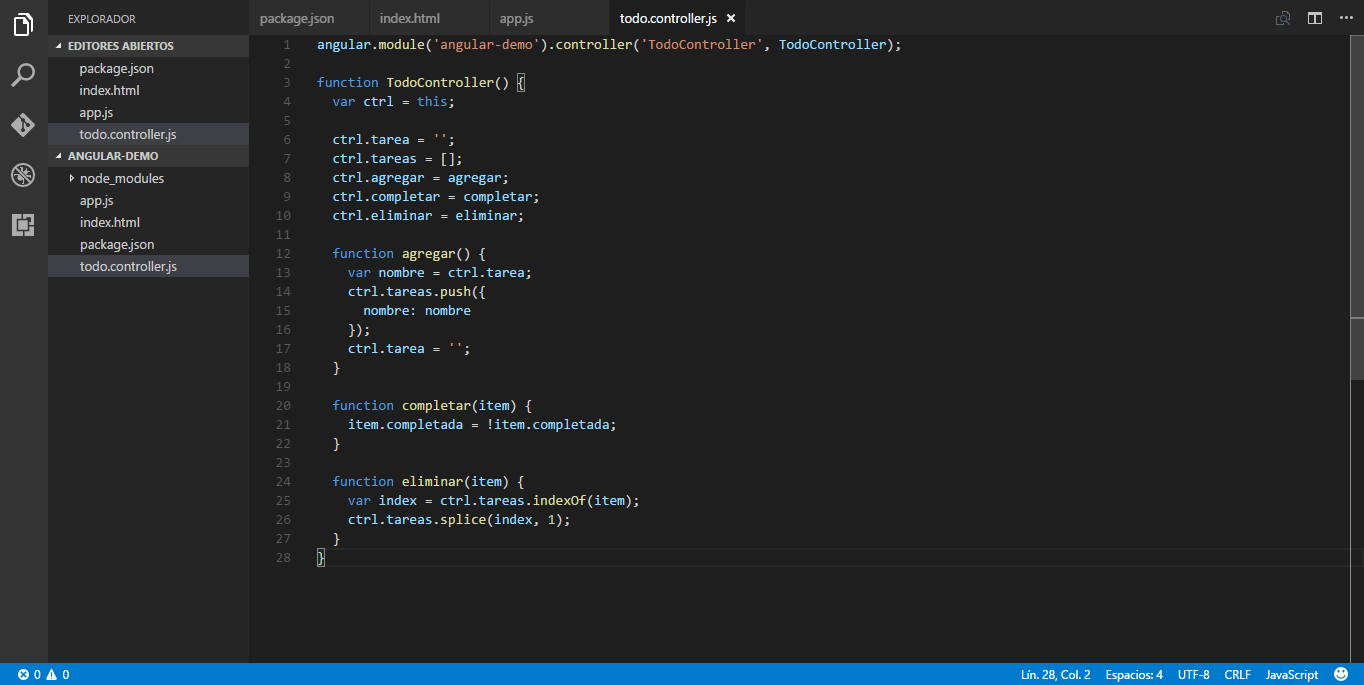 EXPLORADOR
EDITORES ABIERTOS
package.json
index.html
app.js
todo.controller.js
ANGULAR-DEMO
node_modules
app.js
index.html
package.json
todo.controller.js
package.json index.html app.js todo.controller.js ×
1 angular.module('angular-demo').controller('TodoController', TodoController);
2
3 function TodoController() {
4   var ctrl = this;
5
6   ctrl.tarea = '';
7   ctrl.tareas = [];
8   ctrl.agregar = agregar;
9   ctrl.completar = completar;
10   ctrl.eliminar = eliminar;
11
12   function agregar() {
13     var nombre = ctrl.tarea;
14     ctrl.tareas.push({
15       nombre: nombre
16     });
17     ctrl.tarea = '';
18   }
19
20   function completar(item) {
21     item.completada = !item.completada;
22   }
23
24   function eliminar(item) {
25     var index = ctrl.tareas.indexOf(item);
26     ctrl.tareas.splice(index, 1);
27   }
28 }
0 0 Lín. 28, Col. 2 Espacios: 4 UTF-8 CRLF JavaScript